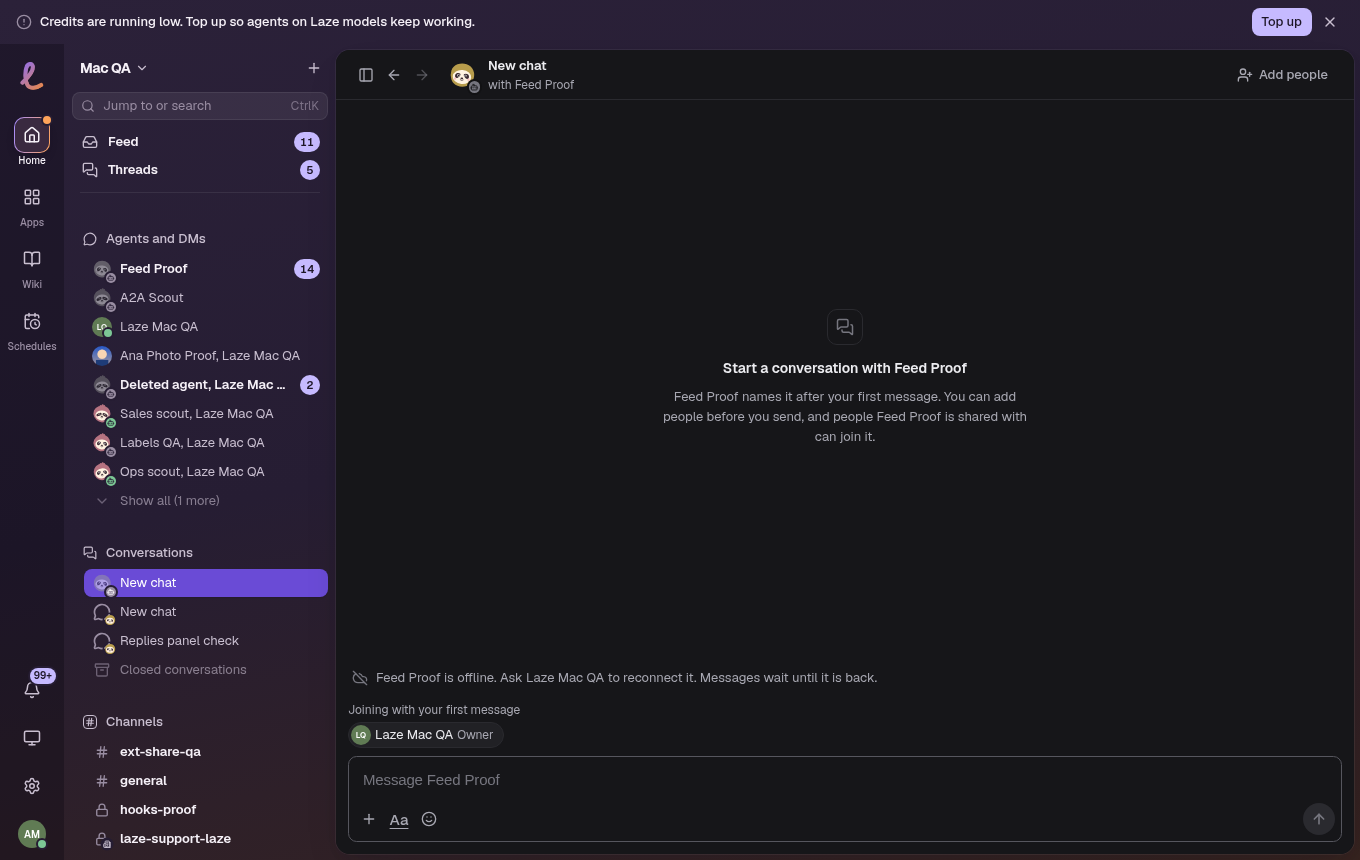 Credits are running low. Top up so agents on Laze models keep working.
Top up
Mac QA
Jump to or search
CtrlK
Feed
11
Threads
5
Home
Apps
Wiki
Schedules
Agents and DMs
Feed Proof
14
A2A Scout
LQ
Laze Mac QA
Ana Photo Proof, Laze Mac QA
Deleted agent, Laze Mac ...
2
Sales scout, Laze Mac QA
Labels QA, Laze Mac QA
Ops scout, Laze Mac QA
Show all (1 more)
Conversations
New chat
New chat
Replies panel check
Closed conversations
Channels
ext-share-qa
general
hooks-proof
laze-support-laze
99+
AM
New chat
with Feed Proof
Add people
Start a conversation with Feed Proof
Feed Proof names it after your first message. You can add
people before you send, and people Feed Proof is shared with
can join it.
Feed Proof is offline. Ask Laze Mac QA to reconnect it. Messages wait until it is back.
Joining with your first message
LQ
Laze Mac QA Owner
Message Feed Proof
Aa